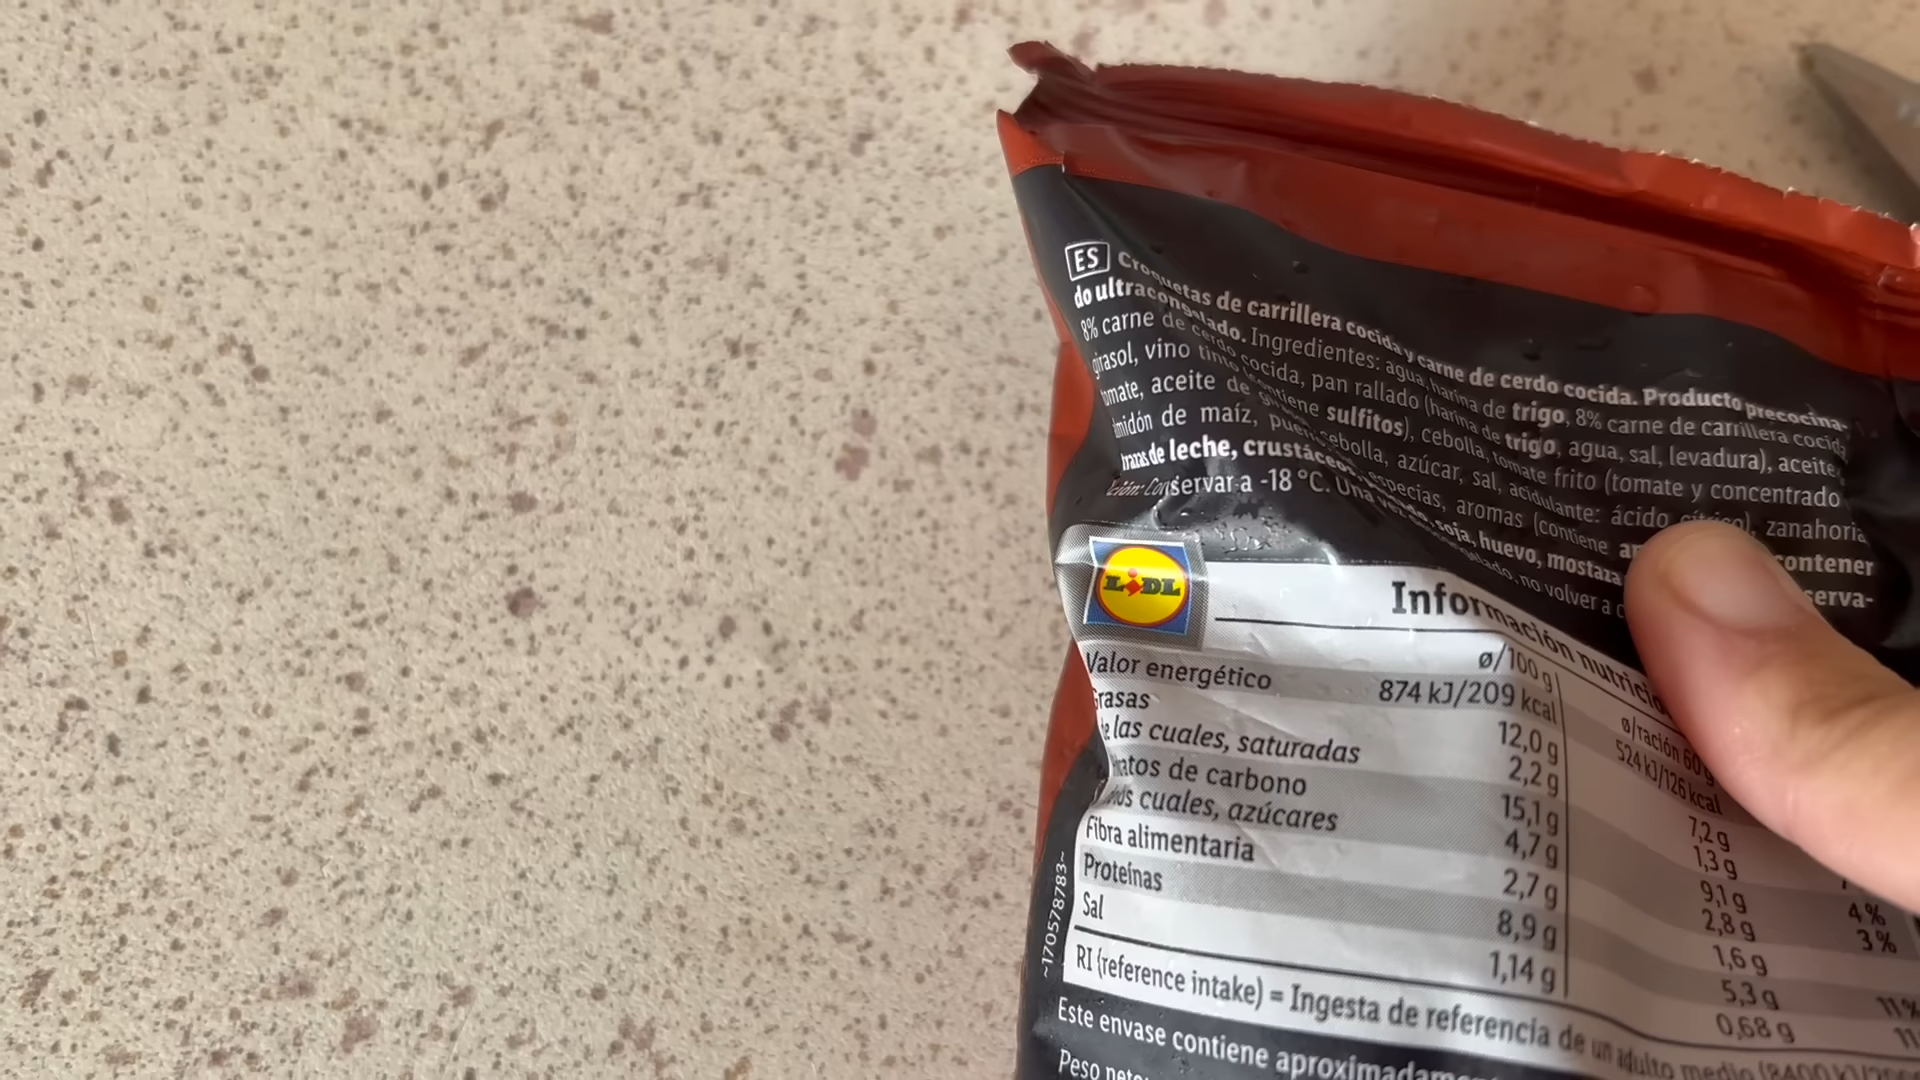 ES Croquetas de carrillera cocida y carne de cerdo cocida. Producto precocina-
do ultracongelado. Ingredientes: agua, harina de trigo, 8% carne de carrillera cocida
8% carne de cerdo cocida, pan rallado (harina de trigo, agua, sal, levadura), aceite
girasol, vino tinto (contiene sulfitos), cebolla, tomate frito (tomate y concentrado
tomate, aceite de cebolla, azúcar, sal, acidulante: ácido cítrico), zanahoria
almidón de maíz, especias, aromas (contiene contener
trazas de leche, crustáceos, soja, huevo, mostaza serva-
ción: Conservar a -18 °C. Una vez no volver a
LIDL
Información
ø/100 g ø/ración 60 g
Valor energético 874 kJ/209 kcal 524 kJ/126 kcal
Grasas 12,0 g 7,2 g
de las cuales, saturadas 2,2 g 1,3 g
de carbono 15,1 g 9,1 g 4%
cuales, azúcares 4,7 g 2,8 g 3%
Fibra alimentaria 2,7 g 1,6 g
Proteínas 8,9 g 5,3 g 11%
Sal 1,14 g 0,68 g
RI (reference intake) = Ingesta de referencia de un adulto medio
Este envase contiene
Peso
~170578783~